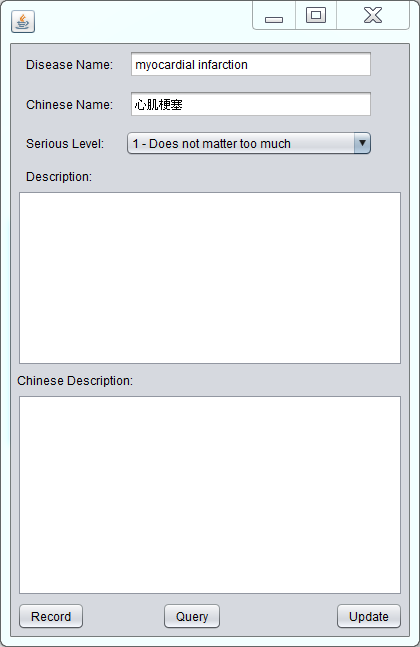 Disease Name: myocardial infarction
Chinese Name: 心肌梗塞
Serious Level: 1 - Does not matter too much
Description:
Chinese Description:
Record Query Update